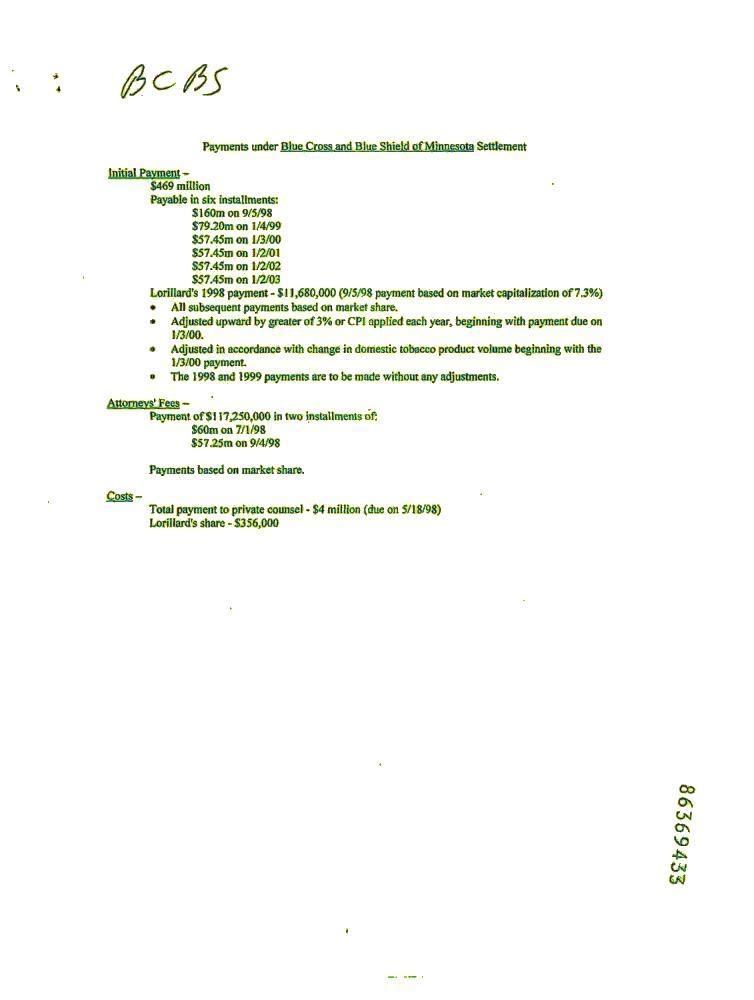 BCBS
Payments under Blue Cross and Blue Shield of Minnesota Settlement
Initial Payment –
$469 million
Payable in six installments:
$160m on 9/5/98
$79.20m on 1/4/99
$57.45m on 1/3/00
$57.45m on 1/2/01
$57.45m on 1/2/02
$57.45m on 1/2/03
Lorillard's 1998 payment - $11,680,000 (9/5/98 payment based on market capitalization of 7.3%)
• All subsequent payments based on market share.
• Adjusted upward by greater of 3% or CPI applied each year, beginning with payment due on
1/3/00.
• Adjusted in accordance with change in domestic tobacco product volume beginning with the
1/3/00 payment.
• The 1998 and 1999 payments are to be made without any adjustments.
Attorneys' Fees –
Payment of $117,250,000 in two installments of:
$60m on 7/1/98
$57.25m on 9/4/98
Payments based on market share.
Costs –
Total payment to private counsel - $4 million (due on 5/18/98)
Lorillard's share - $356,000
86369433